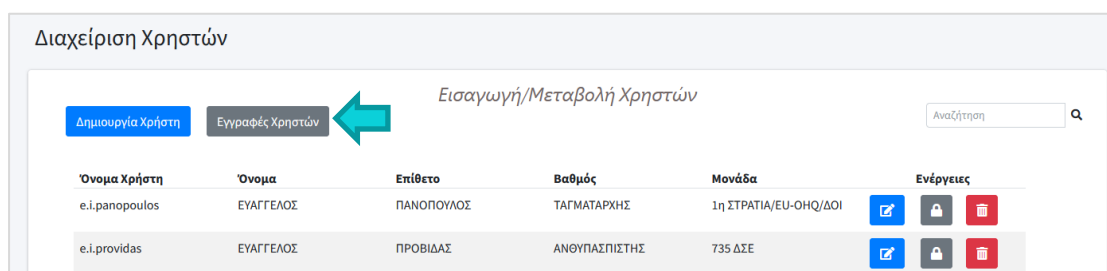 Διαχείριση Χρηστών
Εισαγωγή/Μεταβολή Χρηστών
Δημιουργία Χρήστη Εγγραφές Χρηστών Αναζήτηση
Όνομα Χρήστη Όνομα Επίθετο Βαθμός Μονάδα Ενέργειες
e.i.panopoulos ΕΥΑΓΓΕΛΟΣ ΠΑΝΟΠΟΥΛΟΣ ΤΑΓΜΑΤΑΡΧΗΣ 1η ΣΤΡΑΤΙΑ/EU-OHQ/ΔΟΙ
e.i.providas ΕΥΑΓΓΕΛΟΣ ΠΡΟΒΙΔΑΣ ΑΝΘΥΠΑΣΠΙΣΤΗΣ 735 ΔΣΕ